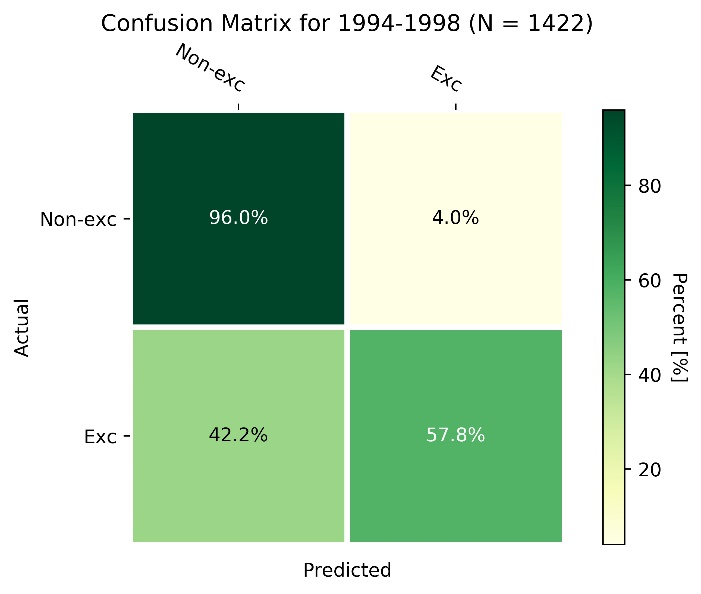 Confusion Matrix for 1994-1998 (N = 1422)
Non-exc
Exc
Non-exc
96.0%
4.0%
Exc
42.2%
57.8%
Actual
Predicted
80
60
40
20
Percent [%]